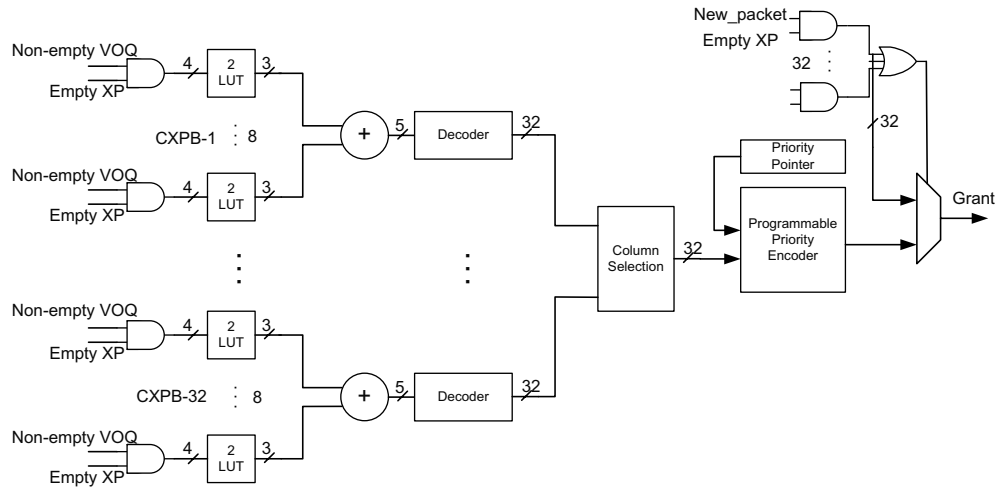 New_packet
Empty XP
32
Non-empty VOQ
Empty XP
4
2
LUT
3
CXPB-1
8
+
5
Decoder
32
32
Non-empty VOQ
Empty XP
4
2
LUT
3
Priority
Pointer
Programmable
Priority
Encoder
Grant
Column
Selection
32
Non-empty VOQ
Empty XP
4
2
LUT
3
CXPB-32
8
+
5
Decoder
32
Non-empty VOQ
Empty XP
4
2
LUT
3